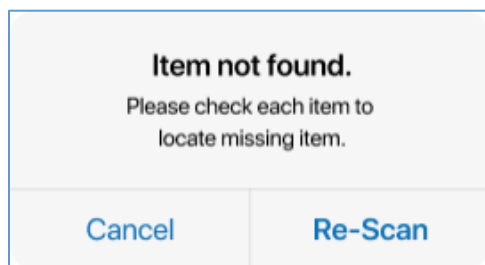 Item not found.
Please check each item to
locate missing item.
Cancel
Re-Scan